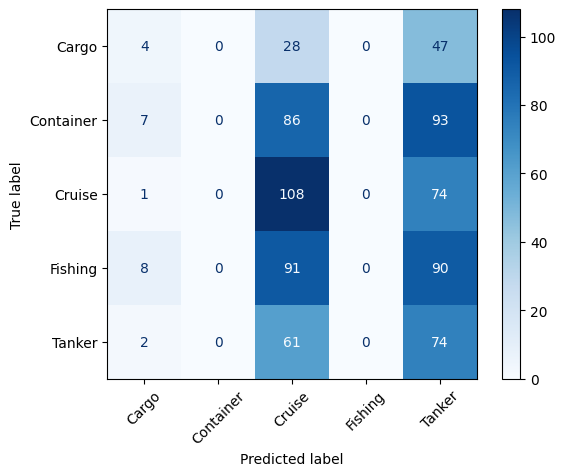 True label
Cargo 4 0 28 0 47
Container 7 0 86 0 93
Cruise 1 0 108 0 74
Fishing 8 0 91 0 90
Tanker 2 0 61 0 74
Cargo Container Cruise Fishing Tanker
Predicted label
100
80
60
40
20
0